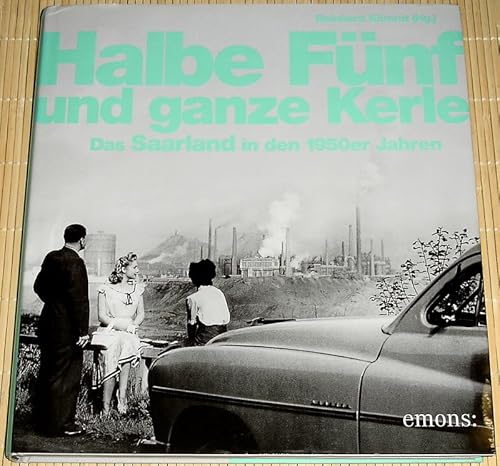 Reinhard Klimmt (Hg.)
Halbe Fünf
und ganze Kerle
Das Saarland in den 1950er Jahren
emons: